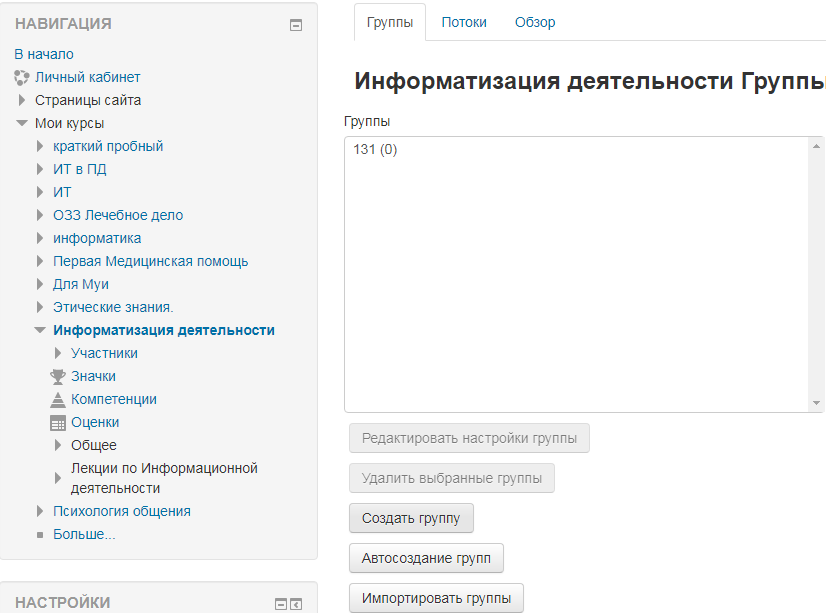 НАВИГАЦИЯ
В начало
Личный кабинет
Страницы сайта
Мои курсы
краткий пробный
ИТ в ПД
ИТ
ОЗЗ Лечебное дело
информатика
Первая Медицинская помощь
Для Муи
Этические знания.
Информатизация деятельности
Участники
Значки
Компетенции
Оценки
Общее
Лекции по Информационной
деятельности
Психология общения
Больше...
НАСТРОЙКИ
Группы
Потоки
Обзор
Информатизация деятельности Группы
Группы
131 (0)
Редактировать настройки группы
Удалить выбранные группы
Создать группу
Автосоздание групп
Импортировать группы